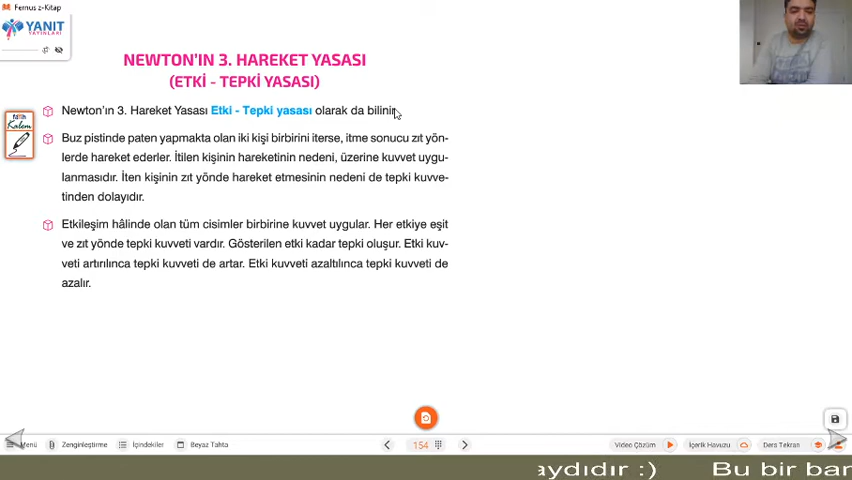 Fernus z-Kitap
YANIT
YAYINLARI
NEWTON'IN 3. HAREKET YASASI
(ETKİ - TEPKİ YASASI)
Newton'ın 3. Hareket Yasası Etki - Tepki yasası olarak da bilinir.
Fatih
Kalem
Buz pistinde paten yapmakta olan iki kişi birbirini iterse, itme sonucu zıt yön-
lerde hareket ederler. İtilen kişinin hareketinin nedeni, üzerine kuvvet uygu-
lanmasıdır. İten kişinin zıt yönde hareket etmesinin nedeni de tepki kuvve-
tinden dolayıdır.
Etkileşim hâlinde olan tüm cisimler birbirine kuvvet uygular. Her etkiye eşit
ve zıt yönde tepki kuvveti vardır. Gösterilen etki kadar tepki oluşur. Etki kuv-
veti artırılınca tepki kuvveti de artar. Etki kuvveti azaltılınca tepki kuvveti de
azalır.
Menü Zenginleştirme İçindekiler Beyaz Tahta 154 Video Çözüm İçerik Havuzu Ders Tekran
aydıdır :) Bu bir ban